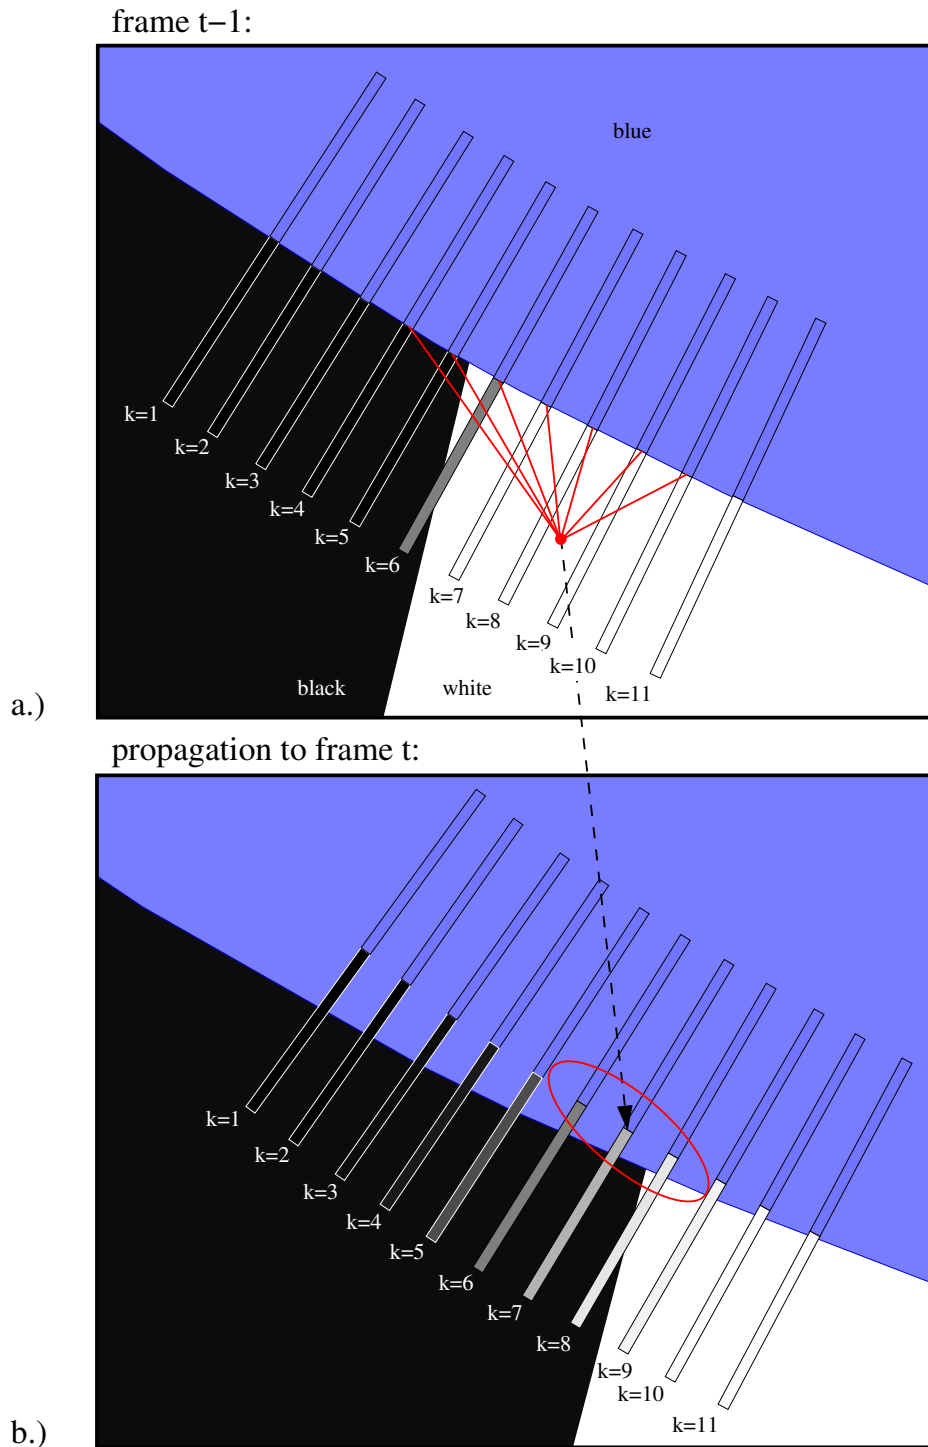 frame t−1:
blue
k=1
k=2
k=3
k=4
k=5
k=6
k=7
k=8
k=9
k=10
k=11
black
white
a.)
propagation to frame t:
k=1
k=2
k=3
k=4
k=5
k=6
k=7
k=8
k=9
k=10
k=11
b.)